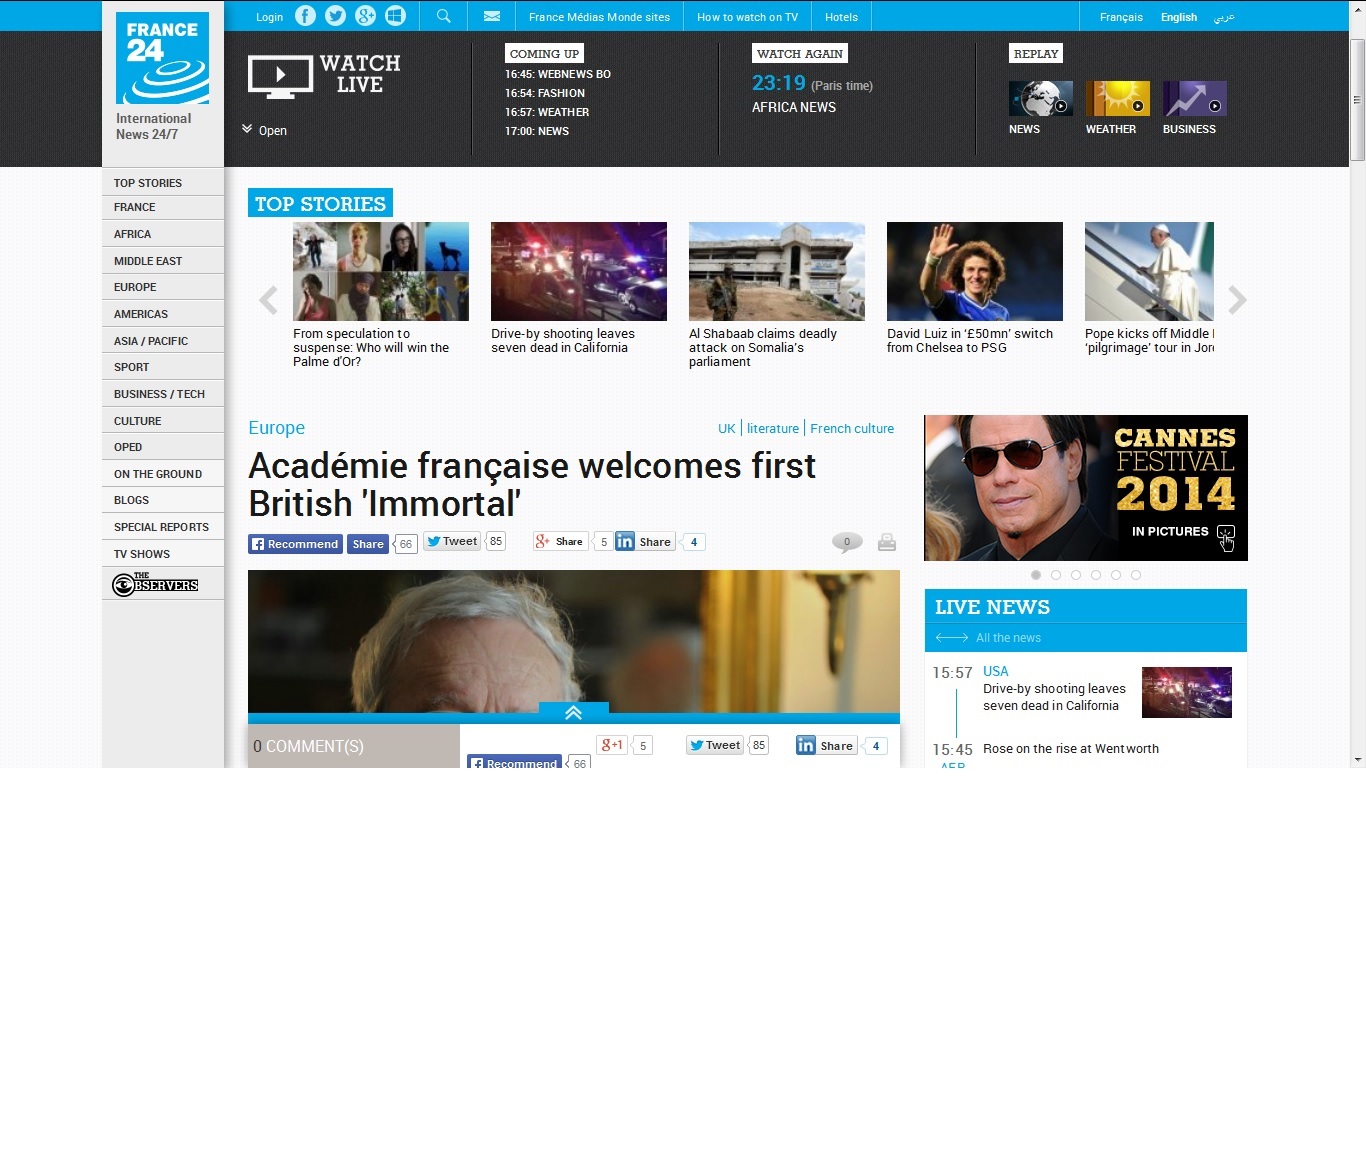 Login
France Médias Monde sites
How to watch on TV
Hotels
Français
English
عربي
FRANCE
24
International
News 24/7
WATCH
LIVE
Open
COMING UP
16:45: WEBNEWS BO
16:54: FASHION
16:57: WEATHER
17:00: NEWS
WATCH AGAIN
23:19 (Paris time)
AFRICA NEWS
REPLAY
NEWS
WEATHER
BUSINESS
TOP STORIES
FRANCE
AFRICA
MIDDLE EAST
EUROPE
AMERICAS
ASIA / PACIFIC
SPORT
BUSINESS / TECH
CULTURE
OPED
ON THE GROUND
BLOGS
SPECIAL REPORTS
TV SHOWS
THE
OBSERVERS
TOP STORIES
From speculation to
suspense: Who will win the
Palme d'Or?
Drive-by shooting leaves
seven dead in California
Al Shabaab claims deadly
attack on Somalia's
parliament
David Luiz in ‘£50mn’ switch
from Chelsea to PSG
Pope kicks off Middle
‘pilgrimage’ tour in Jor
Europe
UK
literature
French culture
Académie française welcomes first
British 'Immortal'
Recommend
Share
66
Tweet
85
Share
5
Share
4
0
0 COMMENT(S)
+1
5
Tweet
85
Share
4
Recommend
66
CANNES
FESTIVAL
2014
IN PICTURES
LIVE NEWS
All the news
15:57
USA
Drive-by shooting leaves
seven dead in California
15:45
Rose on the rise at Wentworth
AFP